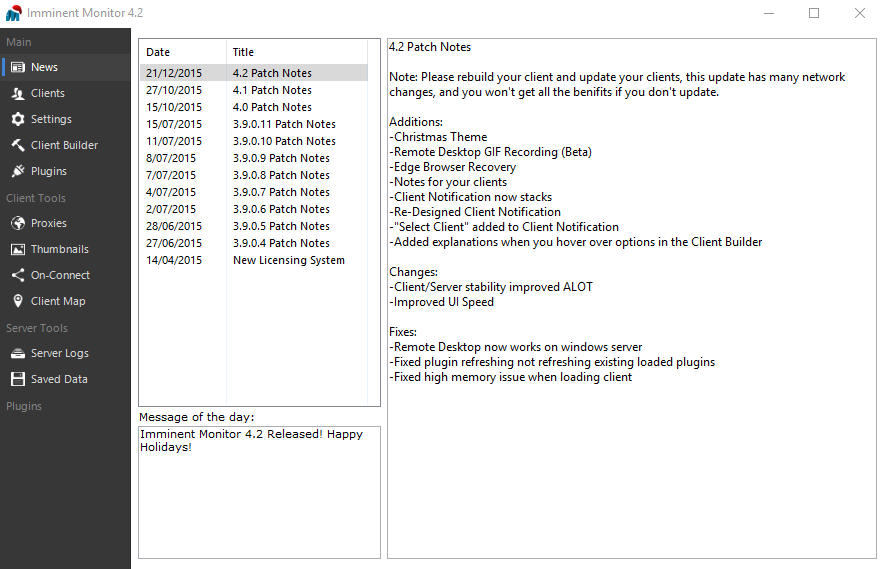 Imminent Monitor 4.2
Main
News
Clients
Settings
Client Builder
Plugins
Client Tools
Proxies
Thumbnails
On-Connect
Client Map
Server Tools
Server Logs
Saved Data
Plugins
Date Title
21/12/2015 4.2 Patch Notes
27/10/2015 4.1 Patch Notes
15/10/2015 4.0 Patch Notes
15/07/2015 3.9.0.11 Patch Notes
11/07/2015 3.9.0.10 Patch Notes
8/07/2015 3.9.0.9 Patch Notes
7/07/2015 3.9.0.8 Patch Notes
4/07/2015 3.9.0.7 Patch Notes
2/07/2015 3.9.0.6 Patch Notes
28/06/2015 3.9.0.5 Patch Notes
27/06/2015 3.9.0.4 Patch Notes
14/04/2015 New Licensing System
Message of the day:
Imminent Monitor 4.2 Released! Happy
Holidays!
4.2 Patch Notes
Note: Please rebuild your client and update your clients, this update has many network
changes, and you won't get all the benifits if you don't update.
Additions:
-Christmas Theme
-Remote Desktop GIF Recording (Beta)
-Edge Browser Recovery
-Notes for your clients
-Client Notification now stacks
-Re-Designed Client Notification
-"Select Client" added to Client Notification
-Added explanations when you hover over options in the Client Builder
Changes:
-Client/Server stability improved ALOT
-Improved UI Speed
Fixes:
-Remote Desktop now works on windows server
-Fixed plugin refreshing not refreshing existing loaded plugins
-Fixed high memory issue when loading client